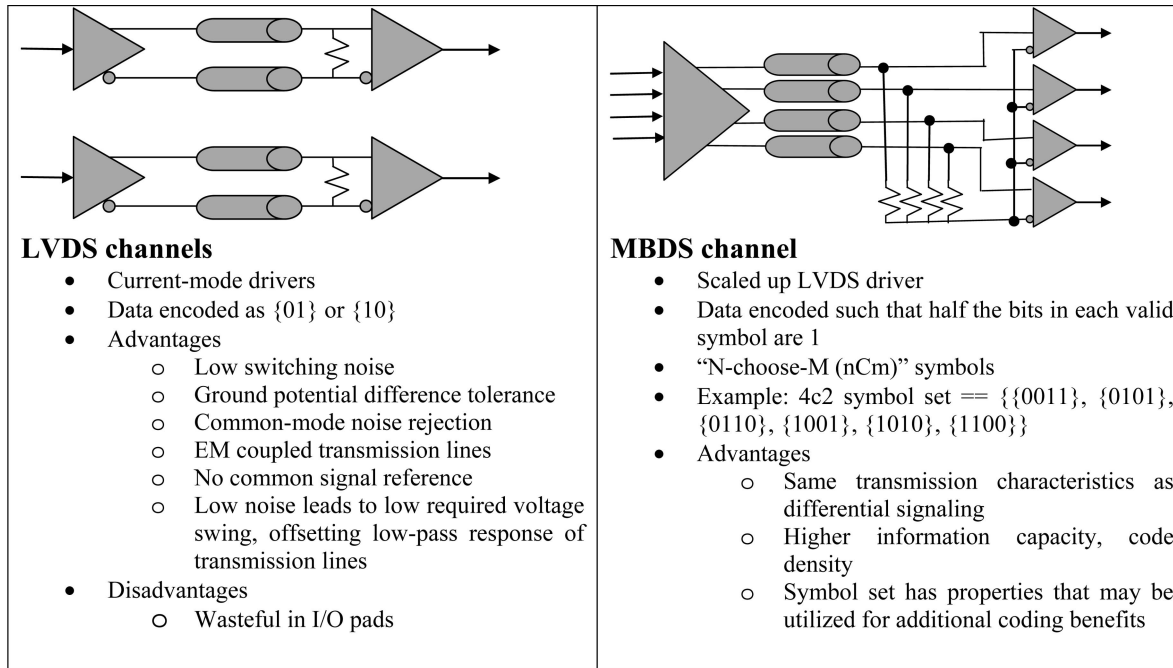 LVDS channels
• Current-mode drivers
• Data encoded as {01} or {10}
• Advantages
o Low switching noise
o Ground potential difference tolerance
o Common-mode noise rejection
o EM coupled transmission lines
o No common signal reference
o Low noise leads to low required voltage
swing, offsetting low-pass response of
transmission lines
• Disadvantages
o Wasteful in I/O pads
MBDS channel
• Scaled up LVDS driver
• Data encoded such that half the bits in each valid
symbol are 1
• “N-choose-M (nCm)” symbols
• Example: 4c2 symbol set == {{0011}, {0101},
{0110}, {1001}, {1010}, {1100}}
• Advantages
o Same transmission characteristics as
differential signaling
o Higher information capacity, code
density
o Symbol set has properties that may be
utilized for additional coding benefits